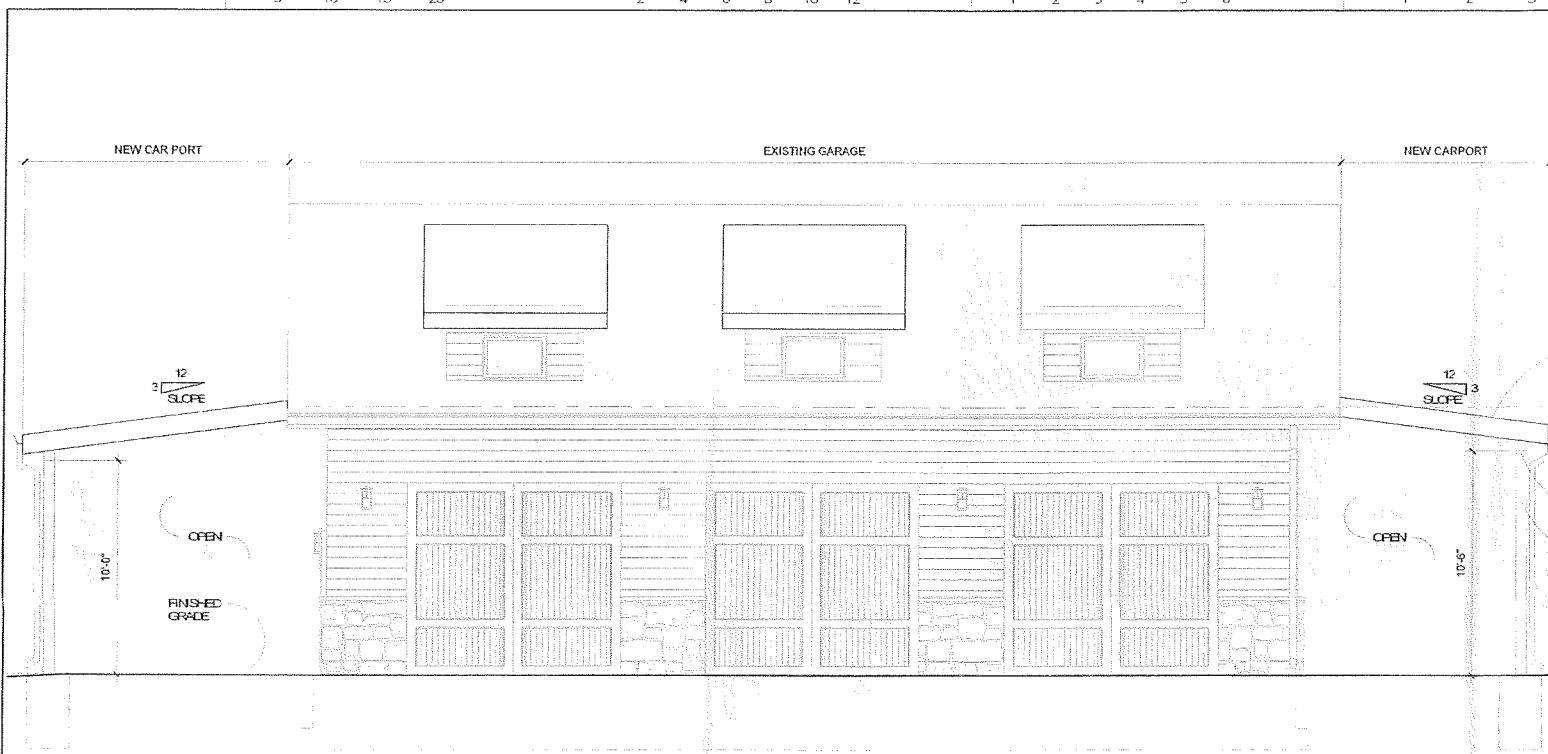 NEW CAR PORT
EXISTING GARAGE
NEW CARPORT
12
3
SLOPE
12
3
SLOPE
OPEN
OPEN
10'-0"
10'-6"
FINISHED
GRADE